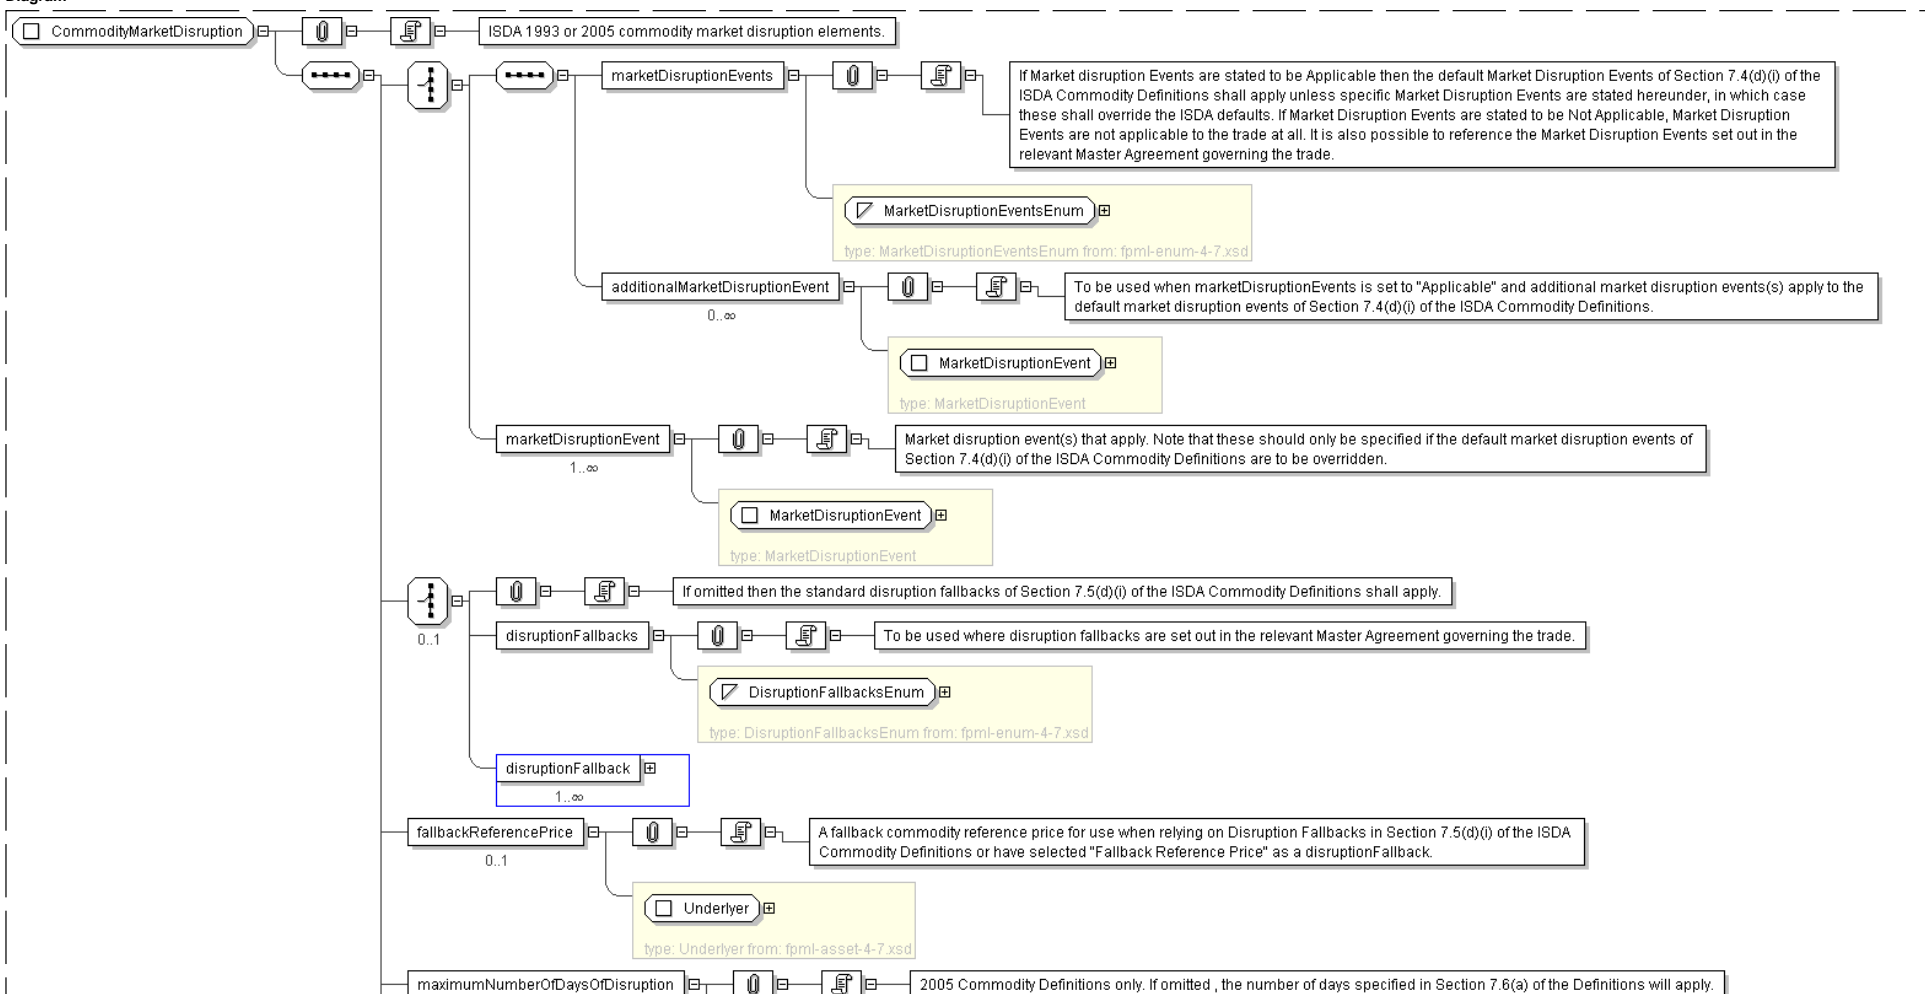 CommodityMarketDisruption
ISDA 1993 or 2005 commodity market disruption elements.
marketDisruptionEvents
If Market disruption Events are stated to be Applicable then the default Market Disruption Events of Section 7.4(d)(i) of the
ISDA Commodity Definitions shall apply unless specific Market Disruption Events are stated hereunder, in which case
these shall override the ISDA defaults. If Market Disruption Events are stated to be Not Applicable, Market Disruption
Events are not applicable to the trade at all. It is also possible to reference the Market Disruption Events set out in the
relevant Master Agreement governing the trade.
MarketDisruptionEventsEnum
type: MarketDisruptionEventsEnum from: fpml-enum-4-7.xsd
additionalMarketDisruptionEvent
0..∞
To be used when marketDisruptionEvents is set to "Applicable" and additional market disruption events(s) apply to the
default market disruption events of Section 7.4(d)(i) of the ISDA Commodity Definitions.
MarketDisruptionEvent
type: MarketDisruptionEvent
marketDisruptionEvent
1..∞
Market disruption event(s) that apply. Note that these should only be specified if the default market disruption events of
Section 7.4(d)(i) of the ISDA Commodity Definitions are to be overridden.
MarketDisruptionEvent
type: MarketDisruptionEvent
0..1
If omitted then the standard disruption fallbacks of Section 7.5(d)(i) of the ISDA Commodity Definitions shall apply.
disruptionFallbacks
To be used where disruption fallbacks are set out in the relevant Master Agreement governing the trade.
DisruptionFallbacksEnum
type: DisruptionFallbacksEnum from: fpml-enum-4-7.xsd
disruptionFallback
1..∞
fallbackReferencePrice
0..1
A fallback commodity reference price for use when relying on Disruption Fallbacks in Section 7.5(d)(i) of the ISDA
Commodity Definitions or have selected "Fallback Reference Price" as a disruptionFallback.
Underlyer
type: Underlyer from: fpml-asset-4-7.xsd
maximumNumberOfDaysOfDisruption
2005 Commodity Definitions only. If omitted , the number of days specified in Section 7.6(a) of the Definitions will apply.